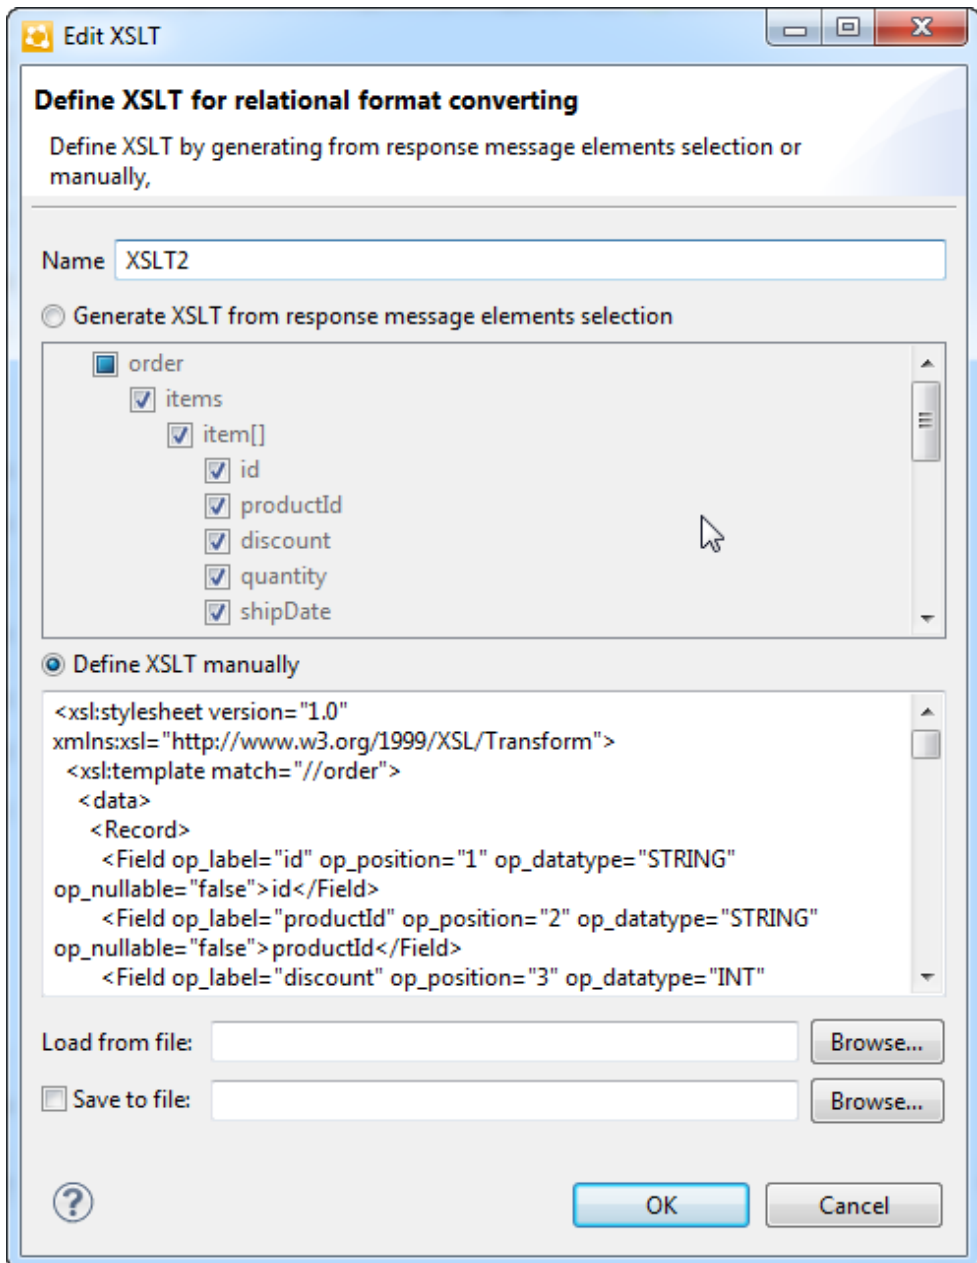 Edit XSLT
Define XSLT for relational format converting
Define XSLT by generating from response message elements selection or
manually,
Name XSLT2
Generate XSLT from response message elements selection
order
items
item[]
id
productId
discount
quantity
shipDate
Define XSLT manually
<xsl:stylesheet version="1.0"
xmlns:xsl="http://www.w3.org/1999/XSL/Transform">
<xsl:template match="//order">
<data>
<Record>
<Field op_label="id" op_position="1" op_datatype="STRING"
op_nullable="false">id</Field>
<Field op_label="productId" op_position="2" op_datatype="STRING"
op_nullable="false">productId</Field>
<Field op_label="discount" op_position="3" op_datatype="INT"
Load from file: Browse...
Save to file: Browse...
? OK Cancel